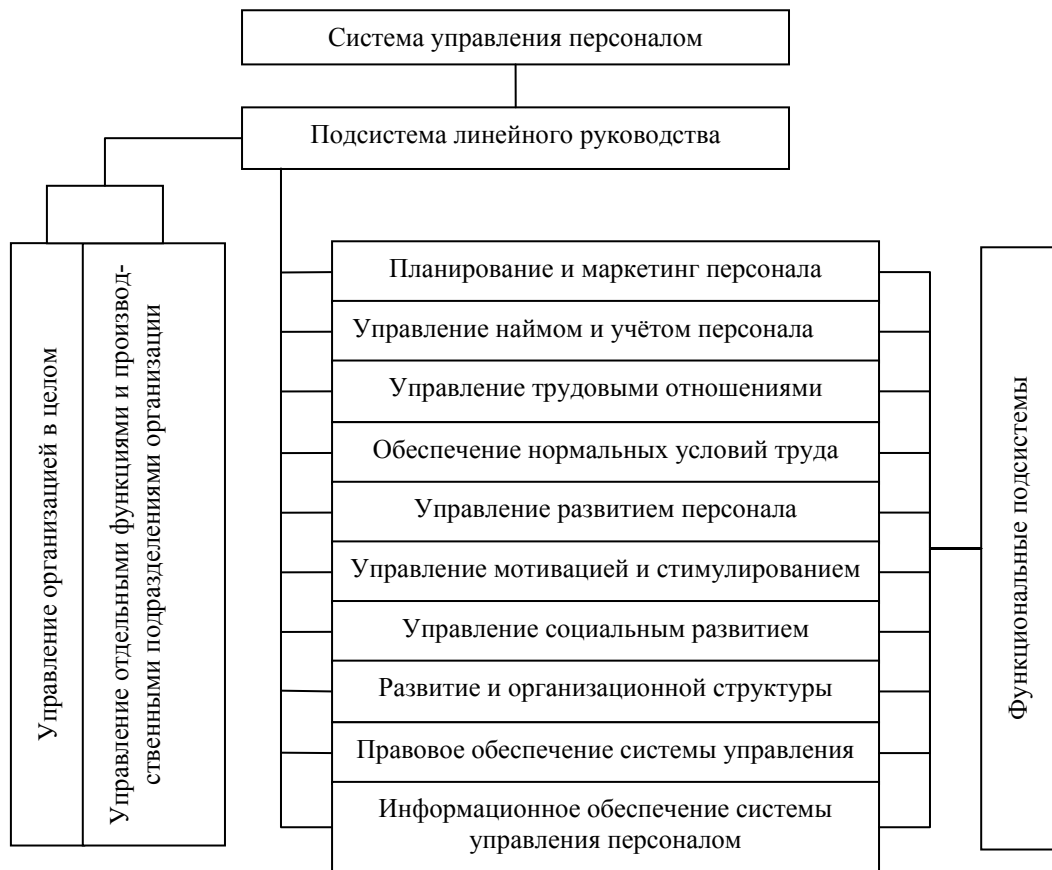 Система управления персоналом
Подсистема линейного руководства
Управление организацией в целом
Управление отдельными функциями и производ-
ственными подразделениями организации
Планирование и маркетинг персонала
Управление наймом и учётом персонала
Управление трудовыми отношениями
Обеспечение нормальных условий труда
Управление развитием персонала
Управление мотивацией и стимулированием
Управление социальным развитием
Развитие и организационной структуры
Правовое обеспечение системы управления
Информационное обеспечение системы
управления персоналом
Функциональные подсистемы